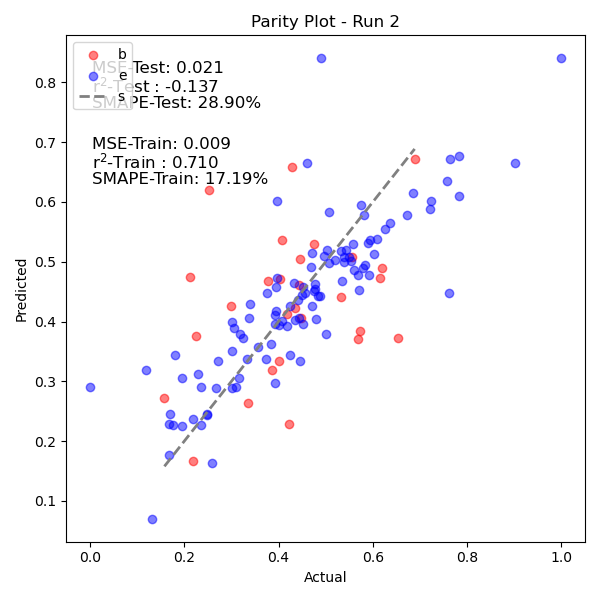 Parity Plot - Run 2
b
e
s
MSE-Test: 0.021
r²-Test : -0.137
SMAPE-Test: 28.90%
MSE-Train: 0.009
r²-Train : 0.710
SMAPE-Train: 17.19%
0.8
0.7
0.6
0.5
0.4
0.3
0.2
0.1
Predicted
0.0 0.2 0.4 0.6 0.8 1.0
Actual